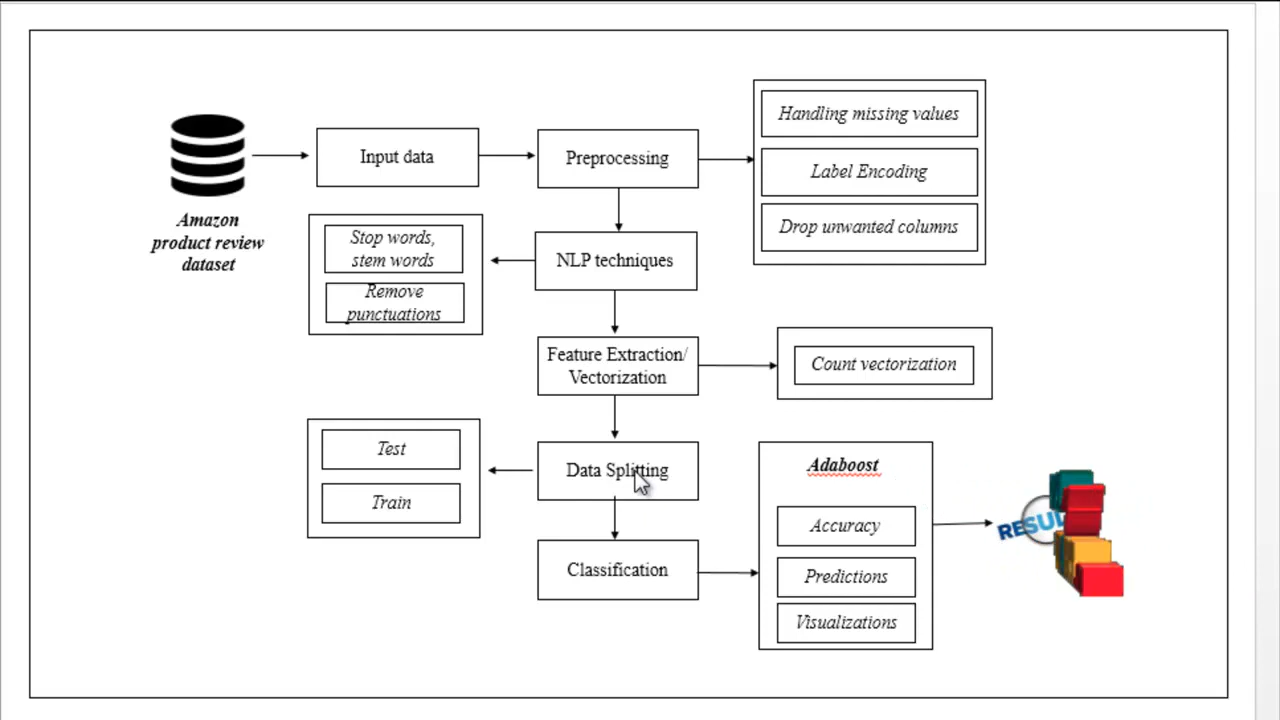 Amazon
product review
dataset
Input data
Preprocessing
Handling missing values
Label Encoding
Drop unwanted columns
NLP techniques
Stop words,
stem words
Remove
punctuations
Feature Extraction/
Vectorization
Count vectorization
Data Splitting
Test
Train
Classification
Adaboost
Accuracy
Predictions
Visualizations